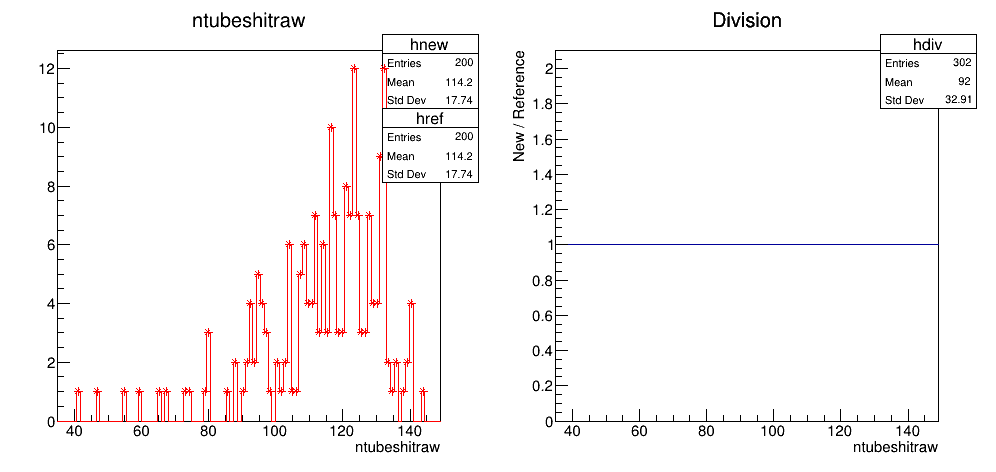 ntubeshitraw
hnew
Entries 200
Mean 114.2
Std Dev 17.74
href
Entries 200
Mean 114.2
Std Dev 17.74
12
10
8
6
4
2
0
40 60 80 100 120 140
ntubeshitraw
Division
hdiv
Entries 302
Mean 92
Std Dev 32.91
New / Reference
2
1.8
1.6
1.4
1.2
1
0.8
0.6
0.4
0.2
0
40 60 80 100 120 140
ntubeshitraw